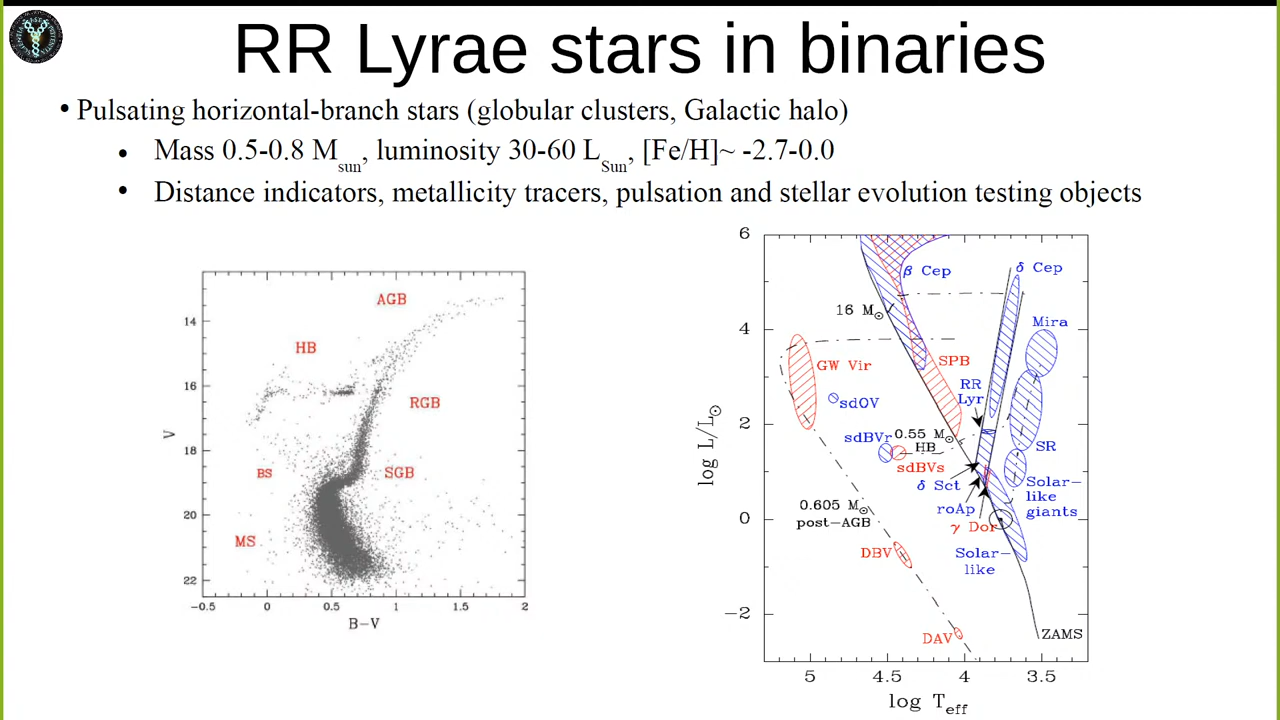 RR Lyrae stars in binaries
• Pulsating horizontal-branch stars (globular clusters, Galactic halo)
• Mass 0.5-0.8 Msun, luminosity 30-60 LSun, [Fe/H]~ -2.7-0.0
• Distance indicators, metallicity tracers, pulsation and stellar evolution testing objects
AGB
HB
RGB
BS
SGB
MS
14
16
18
20
22
V
−0.5 0 0.5 1 1.5 2
B−V
6
4
2
0
−2
log L/L⊙
β Cep
δ Cep
16 M⊙
Mira
GW Vir
SPB
RR
Lyr
sdOV
sdBVr
0.55 M⊙
HB
sdBVs
SR
δ Sct
Solar−
like
giants
roAp
γ Dor
0.605 M⊙
post−AGB
DBV
Solar−
like
DAV
ZAMS
5 4.5 4 3.5
log Teff